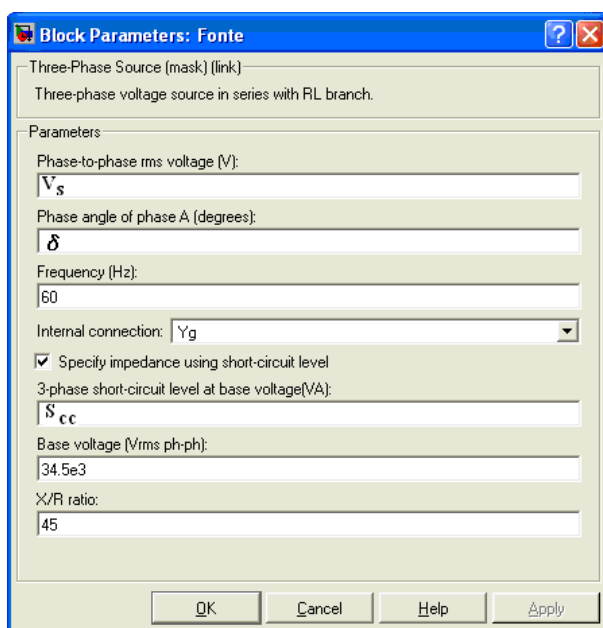 Block Parameters: Fonte
Three-Phase Source (mask) (link)
Three-phase voltage source in series with RL branch.
Parameters
Phase-to-phase rms voltage (V):
Vs
Phase angle of phase A (degrees):
δ
Frequency (Hz):
60
Internal connection: Yg
Specify impedance using short-circuit level
3-phase short-circuit level at base voltage(VA):
Scc
Base voltage (Vrms ph-ph):
34.5e3
X/R ratio:
45
OK Cancel Help Apply